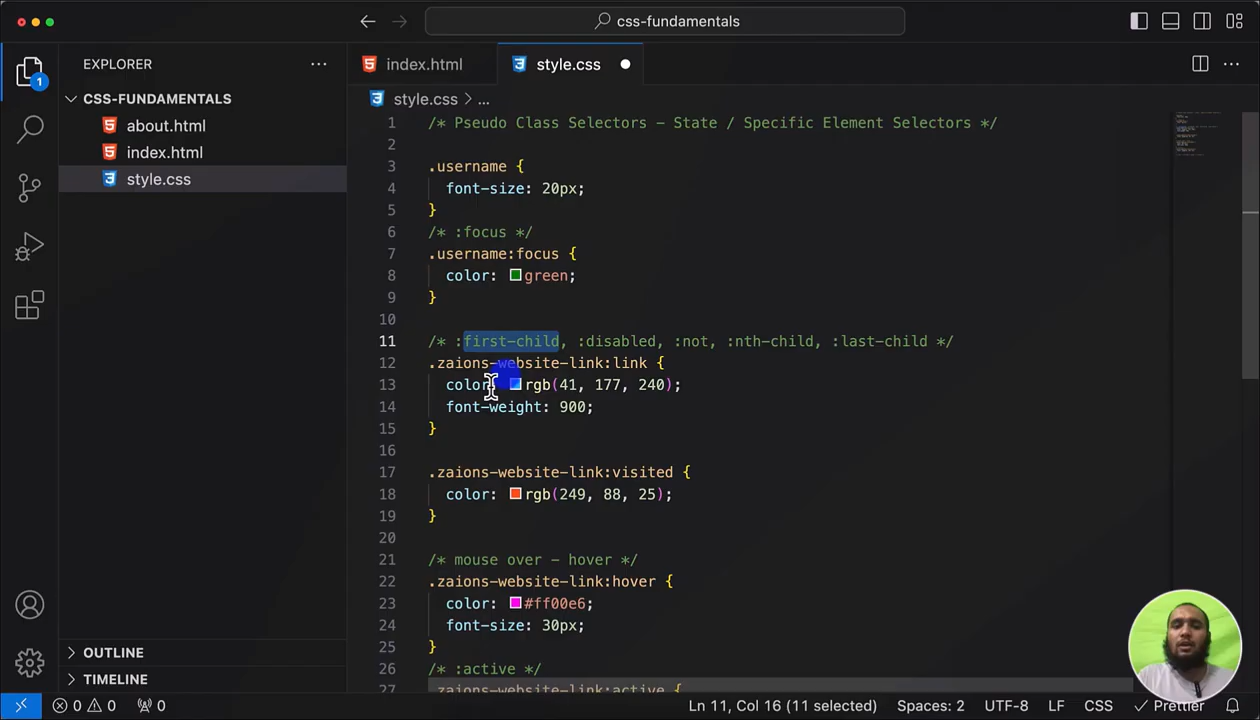 css-fundamentals
EXPLORER
index.html
style.css
CSS-FUNDAMENTALS
about.html
index.html
style.css
OUTLINE
TIMELINE
1
style.css > ...
1 /* Pseudo Class Selectors - State / Specific Element Selectors */
2
3 .username {
4 font-size: 20px;
5 }
6 /* :focus */
7 .username:focus {
8 color: green;
9 }
10
11 /* :first-child, :disabled, :not, :nth-child, :last-child */
12 .zaions-website-link:link {
13 color: rgb(41, 177, 240);
14 font-weight: 900;
15 }
16
17 .zaions-website-link:visited {
18 color: rgb(249, 88, 25);
19 }
20
21 /* mouse over - hover */
22 .zaions-website-link:hover {
23 color: #ff00e6;
24 font-size: 30px;
25 }
26 /* :active */
27 .zaions-website-link:active {
0 0 0
Ln 11, Col 16 (11 selected)
Spaces: 2
UTF-8
LF
CSS
Prettier